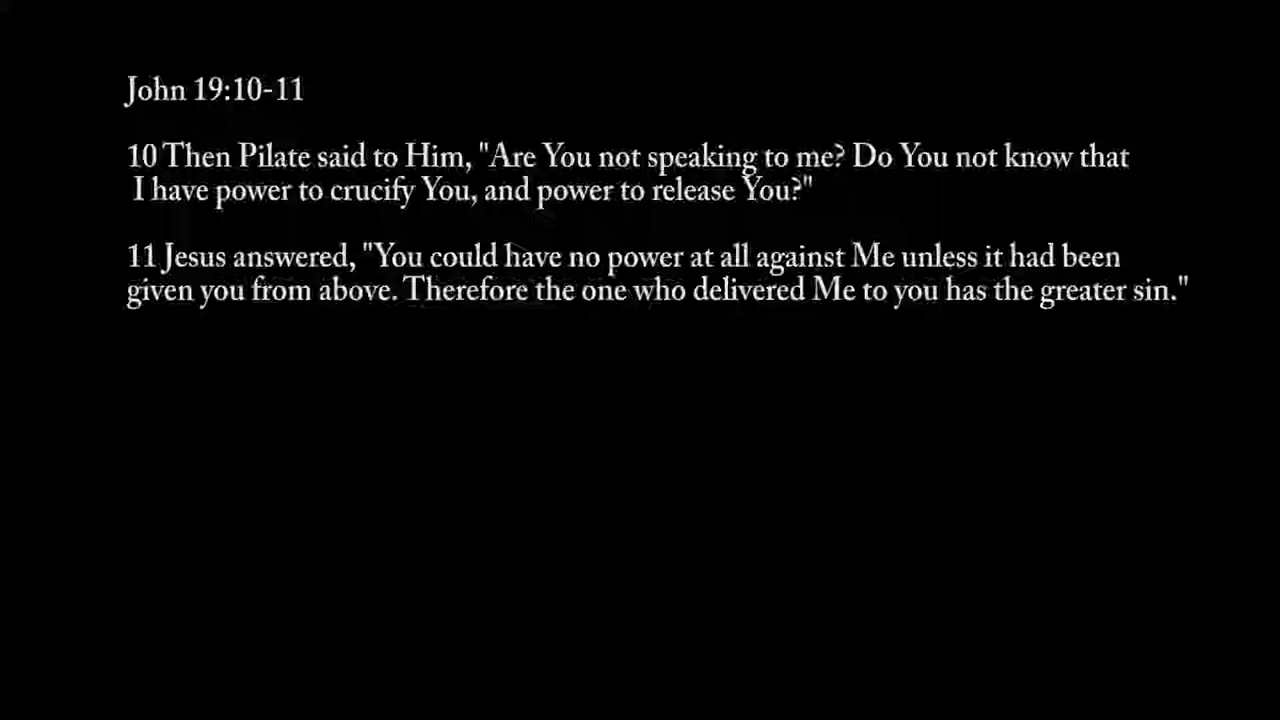 John 19:10-11
10 Then Pilate said to Him, "Are You not speaking to me? Do You not know that
I have power to crucify You, and power to release You?"
11 Jesus answered, "You could have no power at all against Me unless it had been
given you from above. Therefore the one who delivered Me to you has the greater sin."